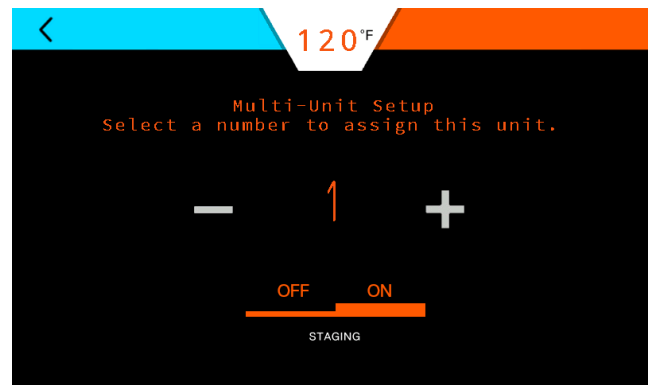 120°F
Multi-Unit Setup
Select a number to assign this unit.
− 1 +
OFF ON
STAGING